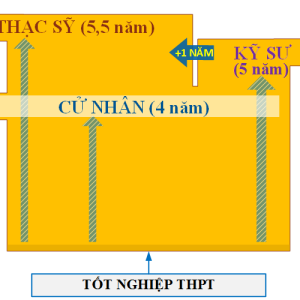 THẠC SỸ (5,5 năm)
+1 NĂM
KỸ SƯ
(5 năm)
CỬ NHÂN (4 năm)
TỐT NGHIỆP THPT